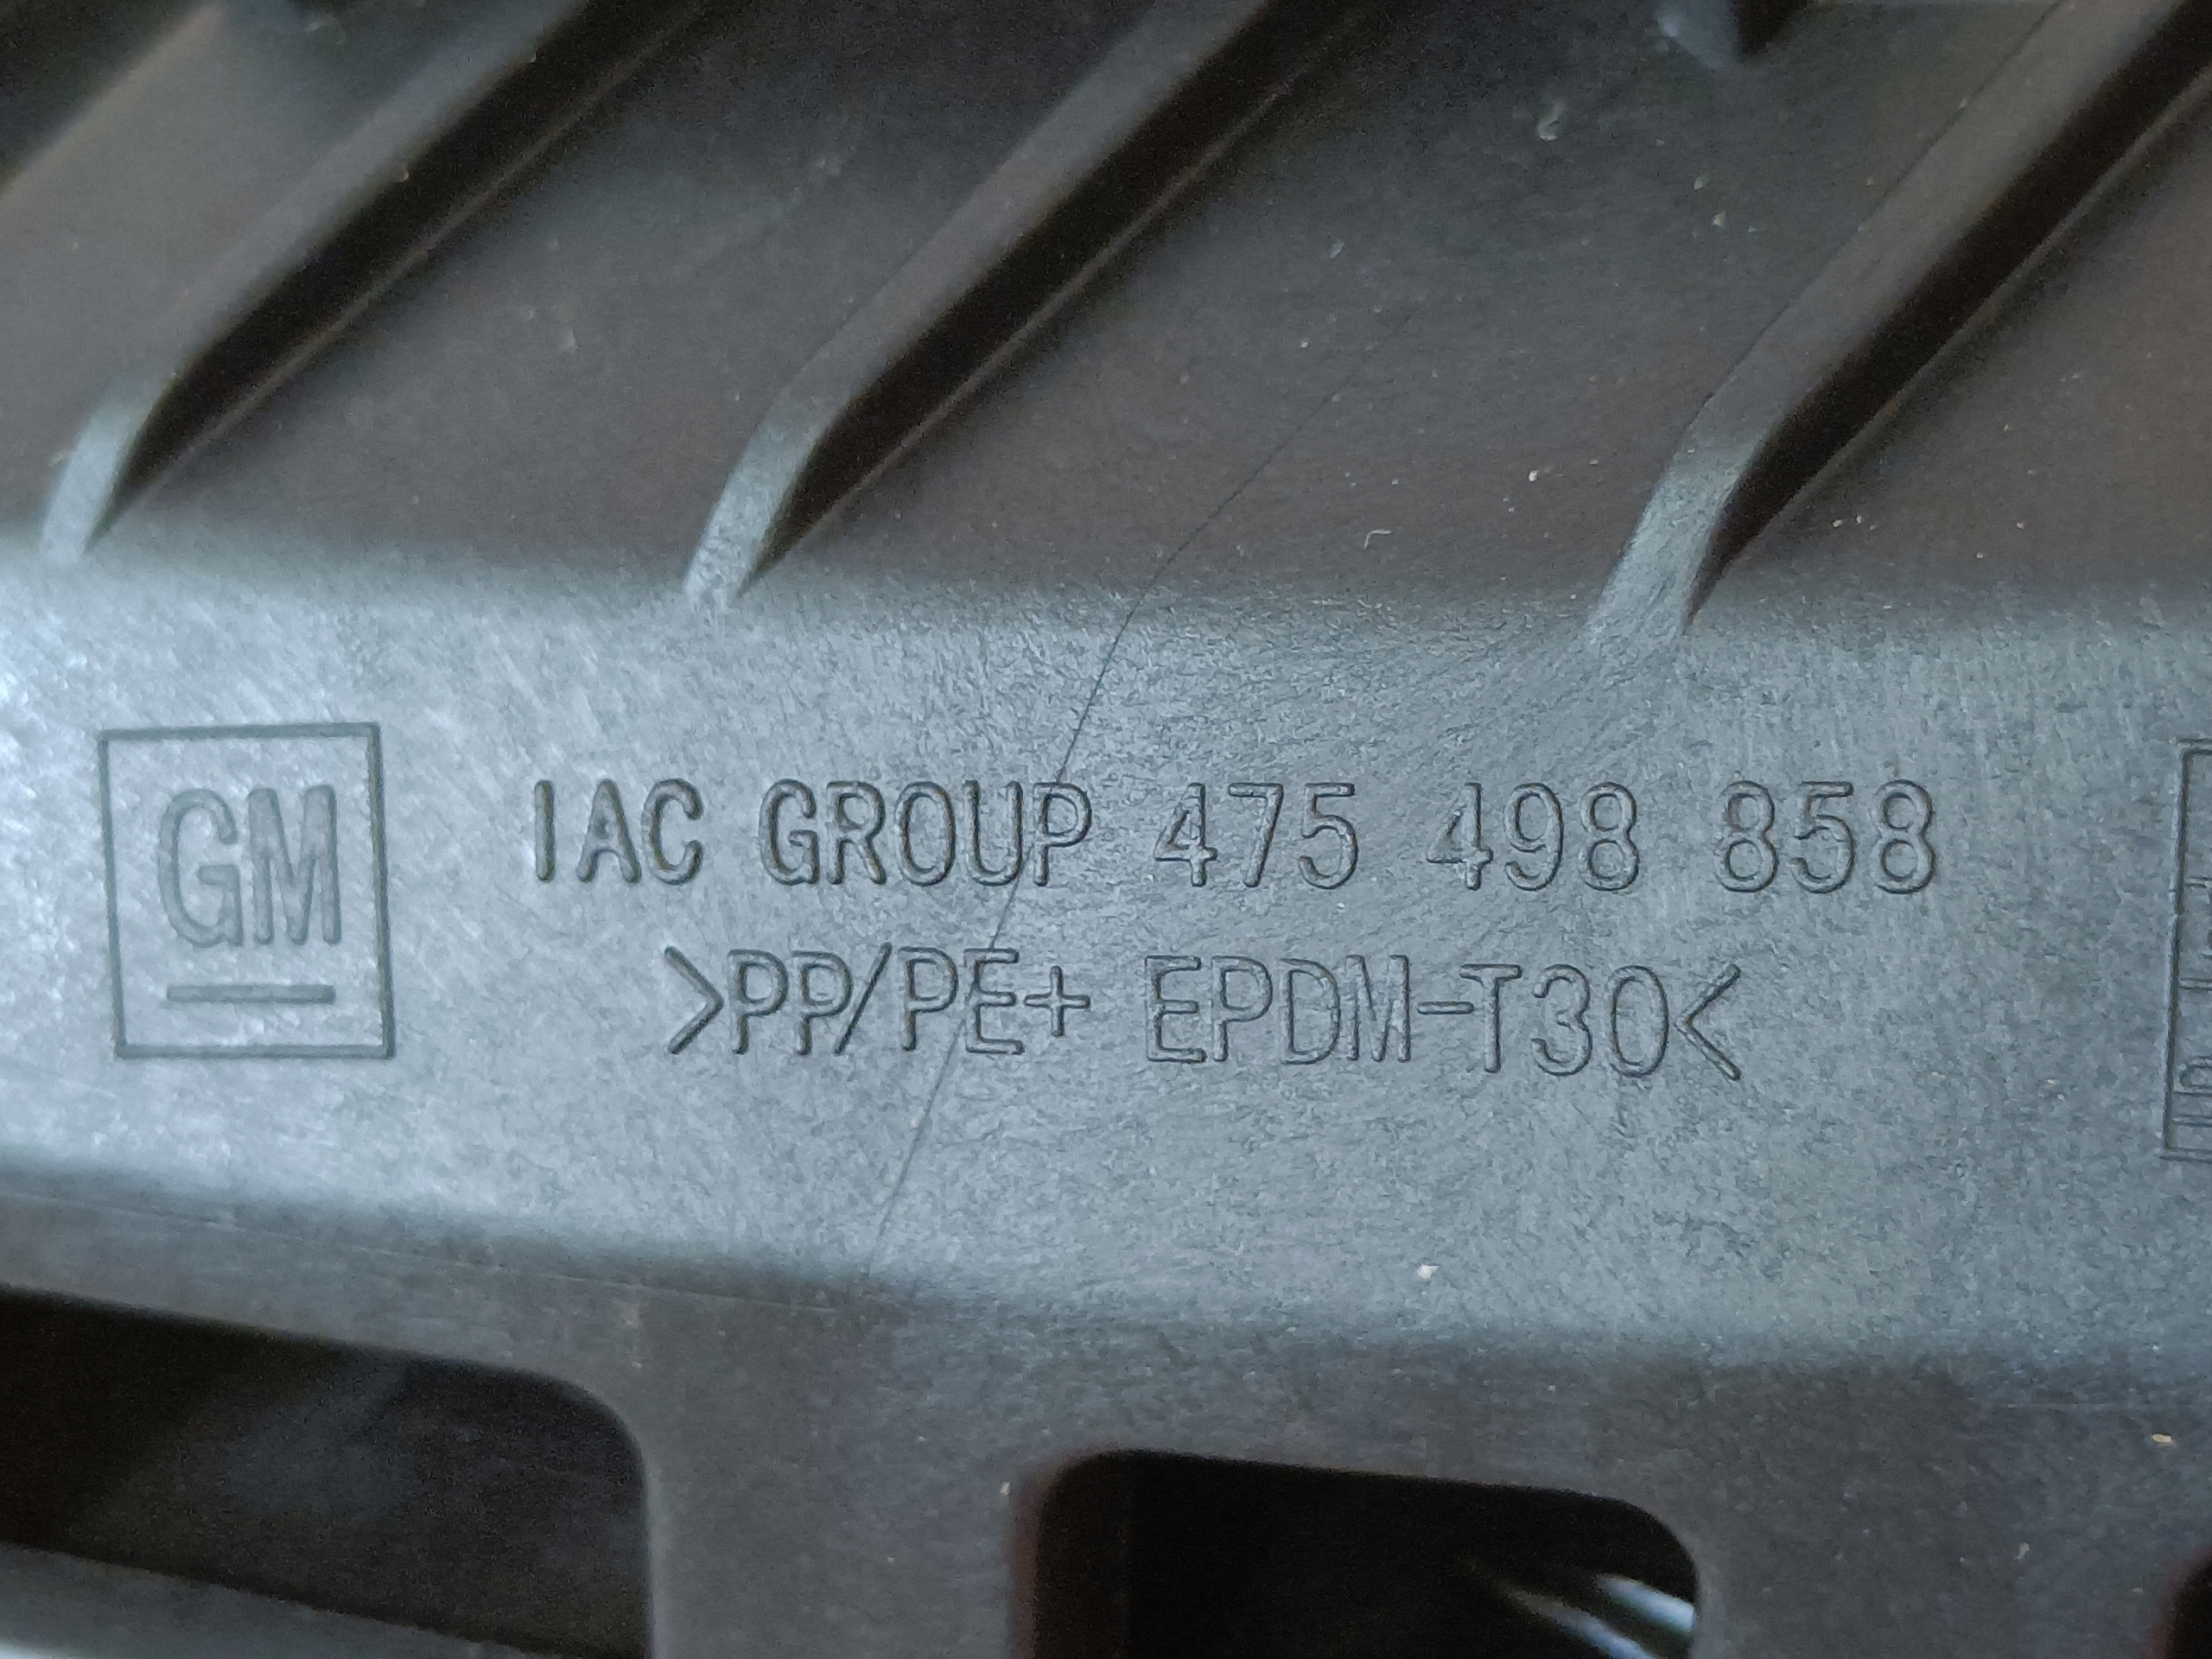 GM
IAC GROUP 475 498 858
>PP/PE+ EPDM-T30<